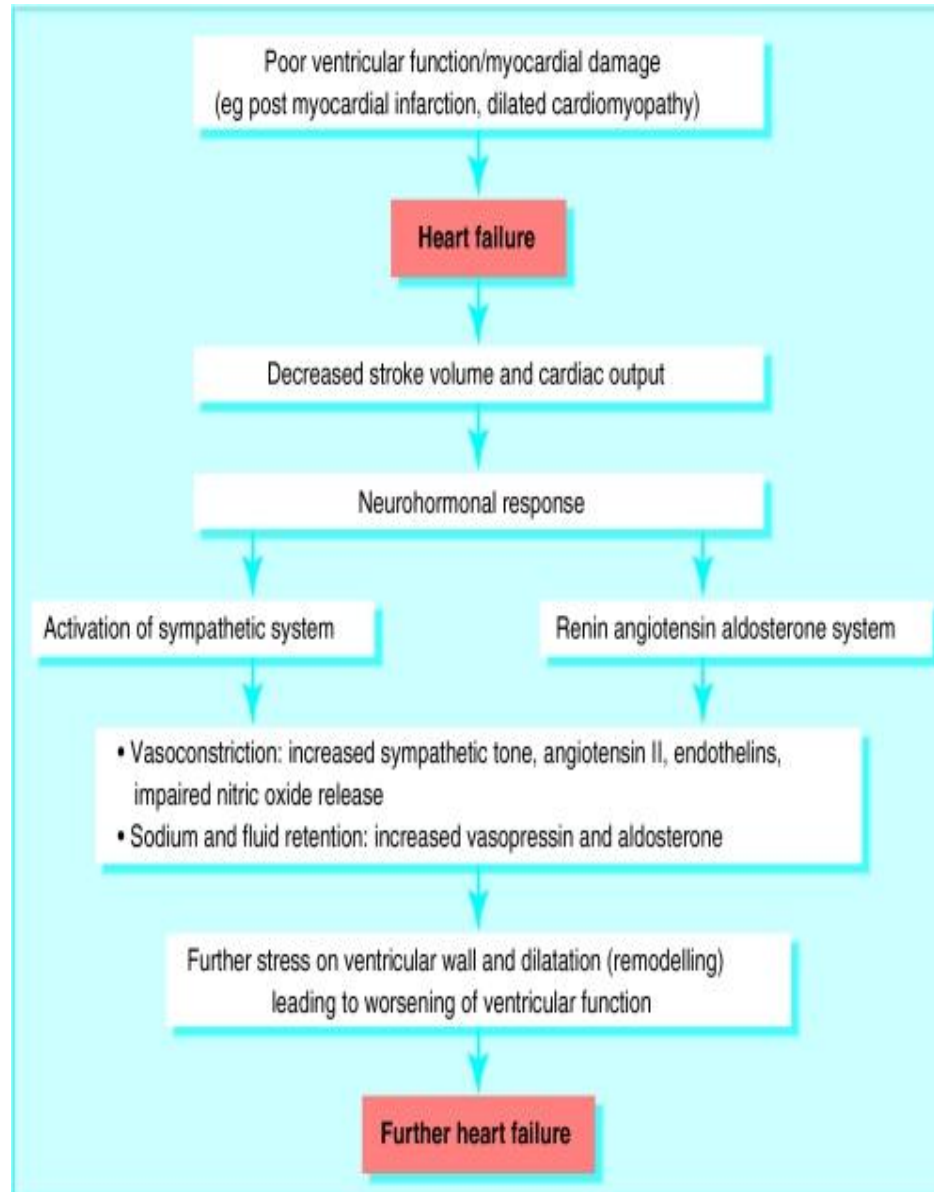 Poor ventricular function/myocardial damage
(eg post myocardial infarction, dilated cardiomyopathy)
Heart failure
Decreased stroke volume and cardiac output
Neurohormonal response
Activation of sympathetic system
Renin angiotensin aldosterone system
• Vasoconstriction: increased sympathetic tone, angiotensin II, endothelins,
impaired nitric oxide release
• Sodium and fluid retention: increased vasopressin and aldosterone
Further stress on ventricular wall and dilatation (remodelling)
leading to worsening of ventricular function
Further heart failure